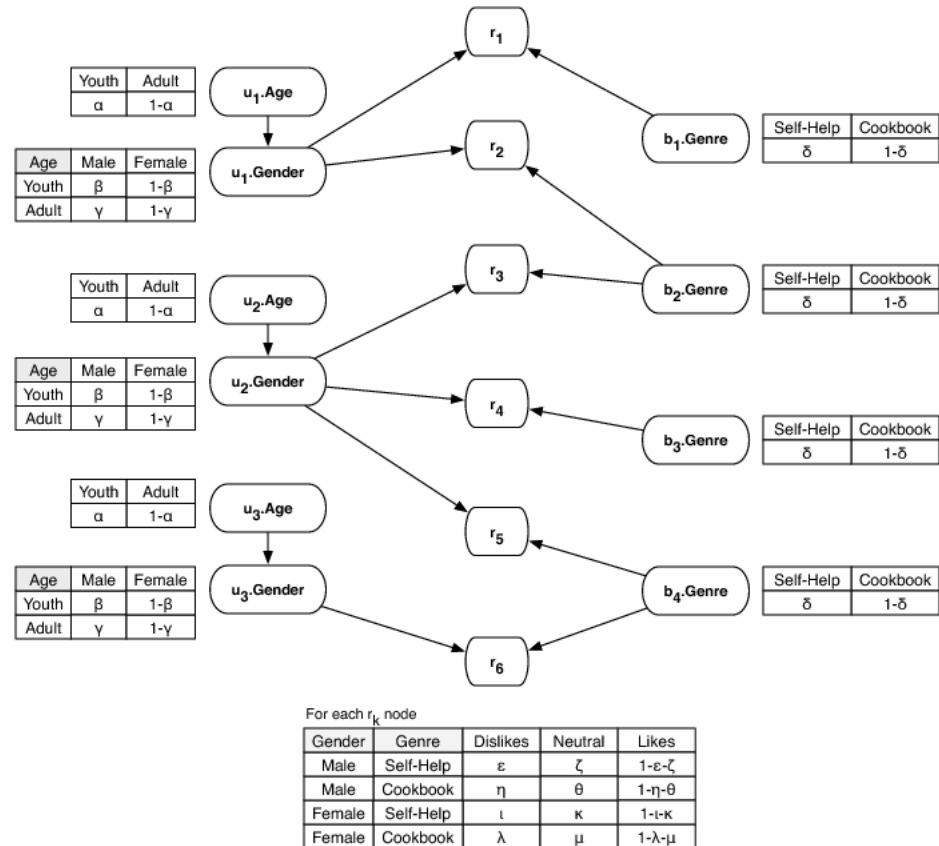 r1
Youth Adult
α 1-α
u1.Age
Age Male Female
Youth β 1-β
Adult γ 1-γ
u1.Gender
r2
b1.Genre
Self-Help Cookbook
δ 1-δ
Youth Adult
α 1-α
u2.Age
r3
b2.Genre
Self-Help Cookbook
δ 1-δ
Age Male Female
Youth β 1-β
Adult γ 1-γ
u2.Gender
r4
b3.Genre
Self-Help Cookbook
δ 1-δ
Youth Adult
α 1-α
u3.Age
r5
Age Male Female
Youth β 1-β
Adult γ 1-γ
u3.Gender
b4.Genre
Self-Help Cookbook
δ 1-δ
r6
For each rk node
Gender Genre Dislikes Neutral Likes
Male Self-Help ε ζ 1-ε-ζ
Male Cookbook η θ 1-η-θ
Female Self-Help ι κ 1-ι-κ
Female Cookbook λ μ 1-λ-μ